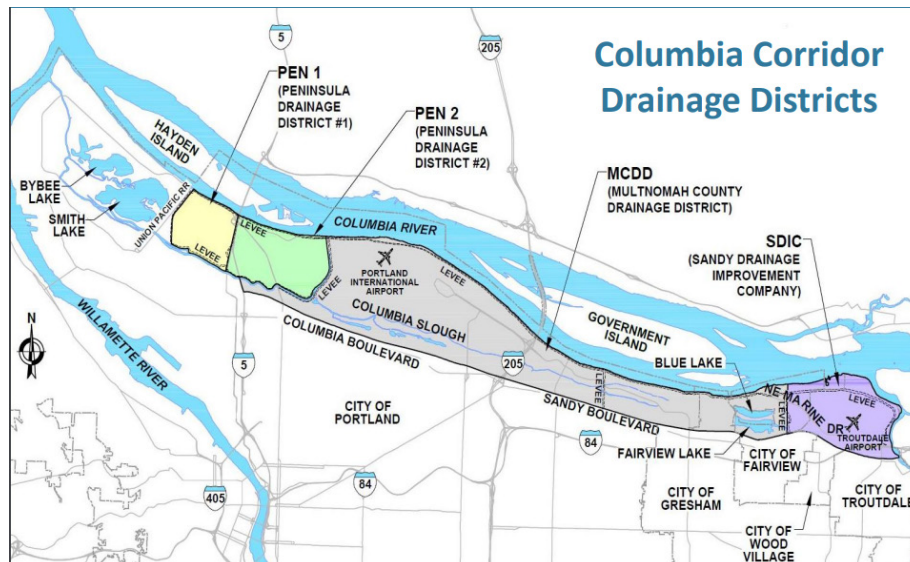 Columbia Corridor
Drainage Districts
5
205
PEN 1
(PENINSULA
DRAINAGE
DISTRICT #1)
PEN 2
(PENINSULA
DRAINAGE
DISTRICT #2)
HAYDEN
ISLAND
MCDD
(MULTNOMAH COUNTY
DRAINAGE DISTRICT)
BYBEE
LAKE
SMITH
LAKE
UNION PACIFIC RR
LEVEE
LEVEE
COLUMBIA RIVER
LEVEE
SDIC
(SANDY DRAINAGE
IMPROVEMENT
COMPANY)
PORTLAND
INTERNATIONAL
AIRPORT
LEVEE
COLUMBIA SLOUGH
GOVERNMENT
ISLAND
WILLAMETTE RIVER
N
COLUMBIA BOULEVARD
205
BLUE LAKE
5
LEVEE
NE MARINE
DR
LEVEE
LEVEE
TROUTDALE
AIRPORT
SANDY BOULEVARD
CITY OF
PORTLAND
84
FAIRVIEW LAKE
CITY OF
FAIRVIEW
405
84
CITY OF
GRESHAM
CITY OF
TROUTDALE
CITY OF
WOOD
VILLAGE